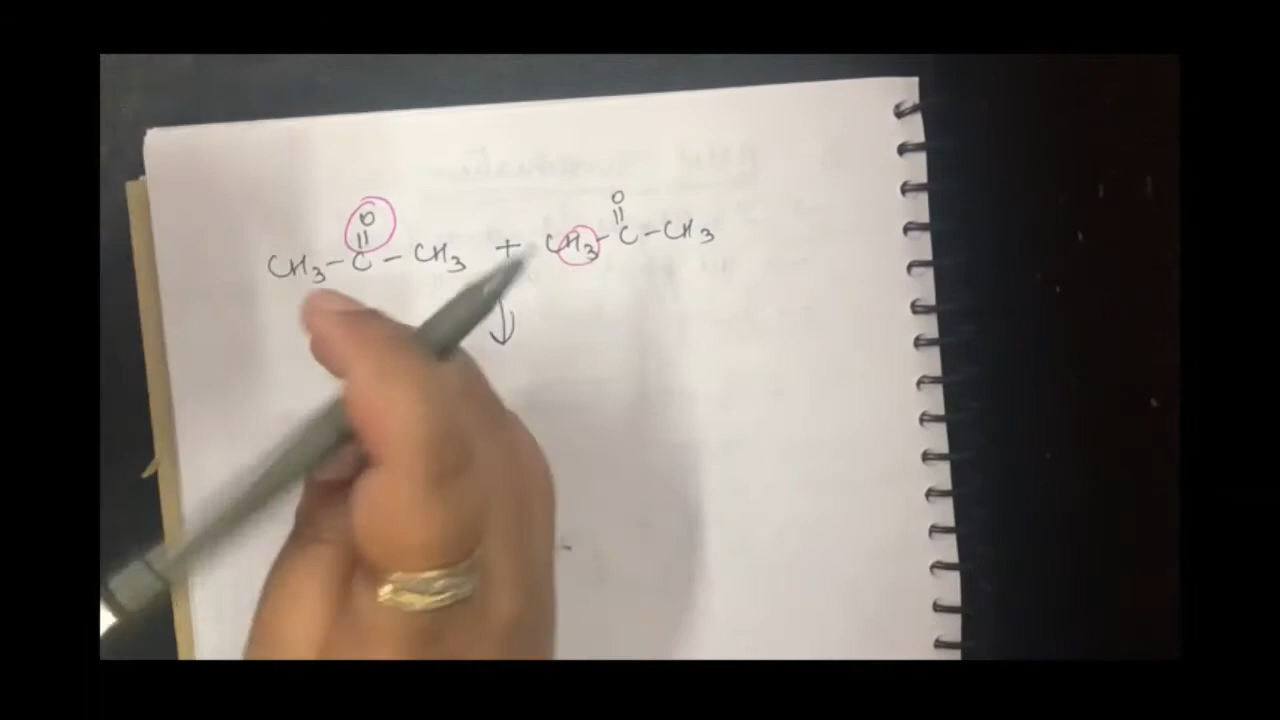 O O
|| ||
CH₃–C–CH₃ + CH₃–C–CH₃
↓